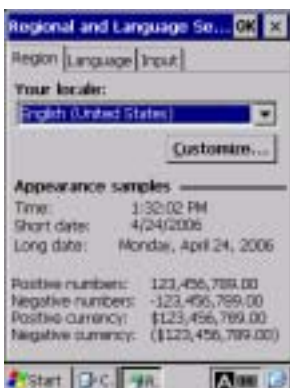 Regional and Language Se... OK ×
Region Language Input
Your locale:
English (United States)
Customize...
Appearance samples
Time: 1:32:02 PM
Short date: 4/24/2006
Long date: Monday, April 24, 2006
Positive numbers: 123,456,789.00
Negative numbers: -123,456,789.00
Positive currency: $123,456,789.00
Negative currency: ($123,456,789.00)
Start C. R. A